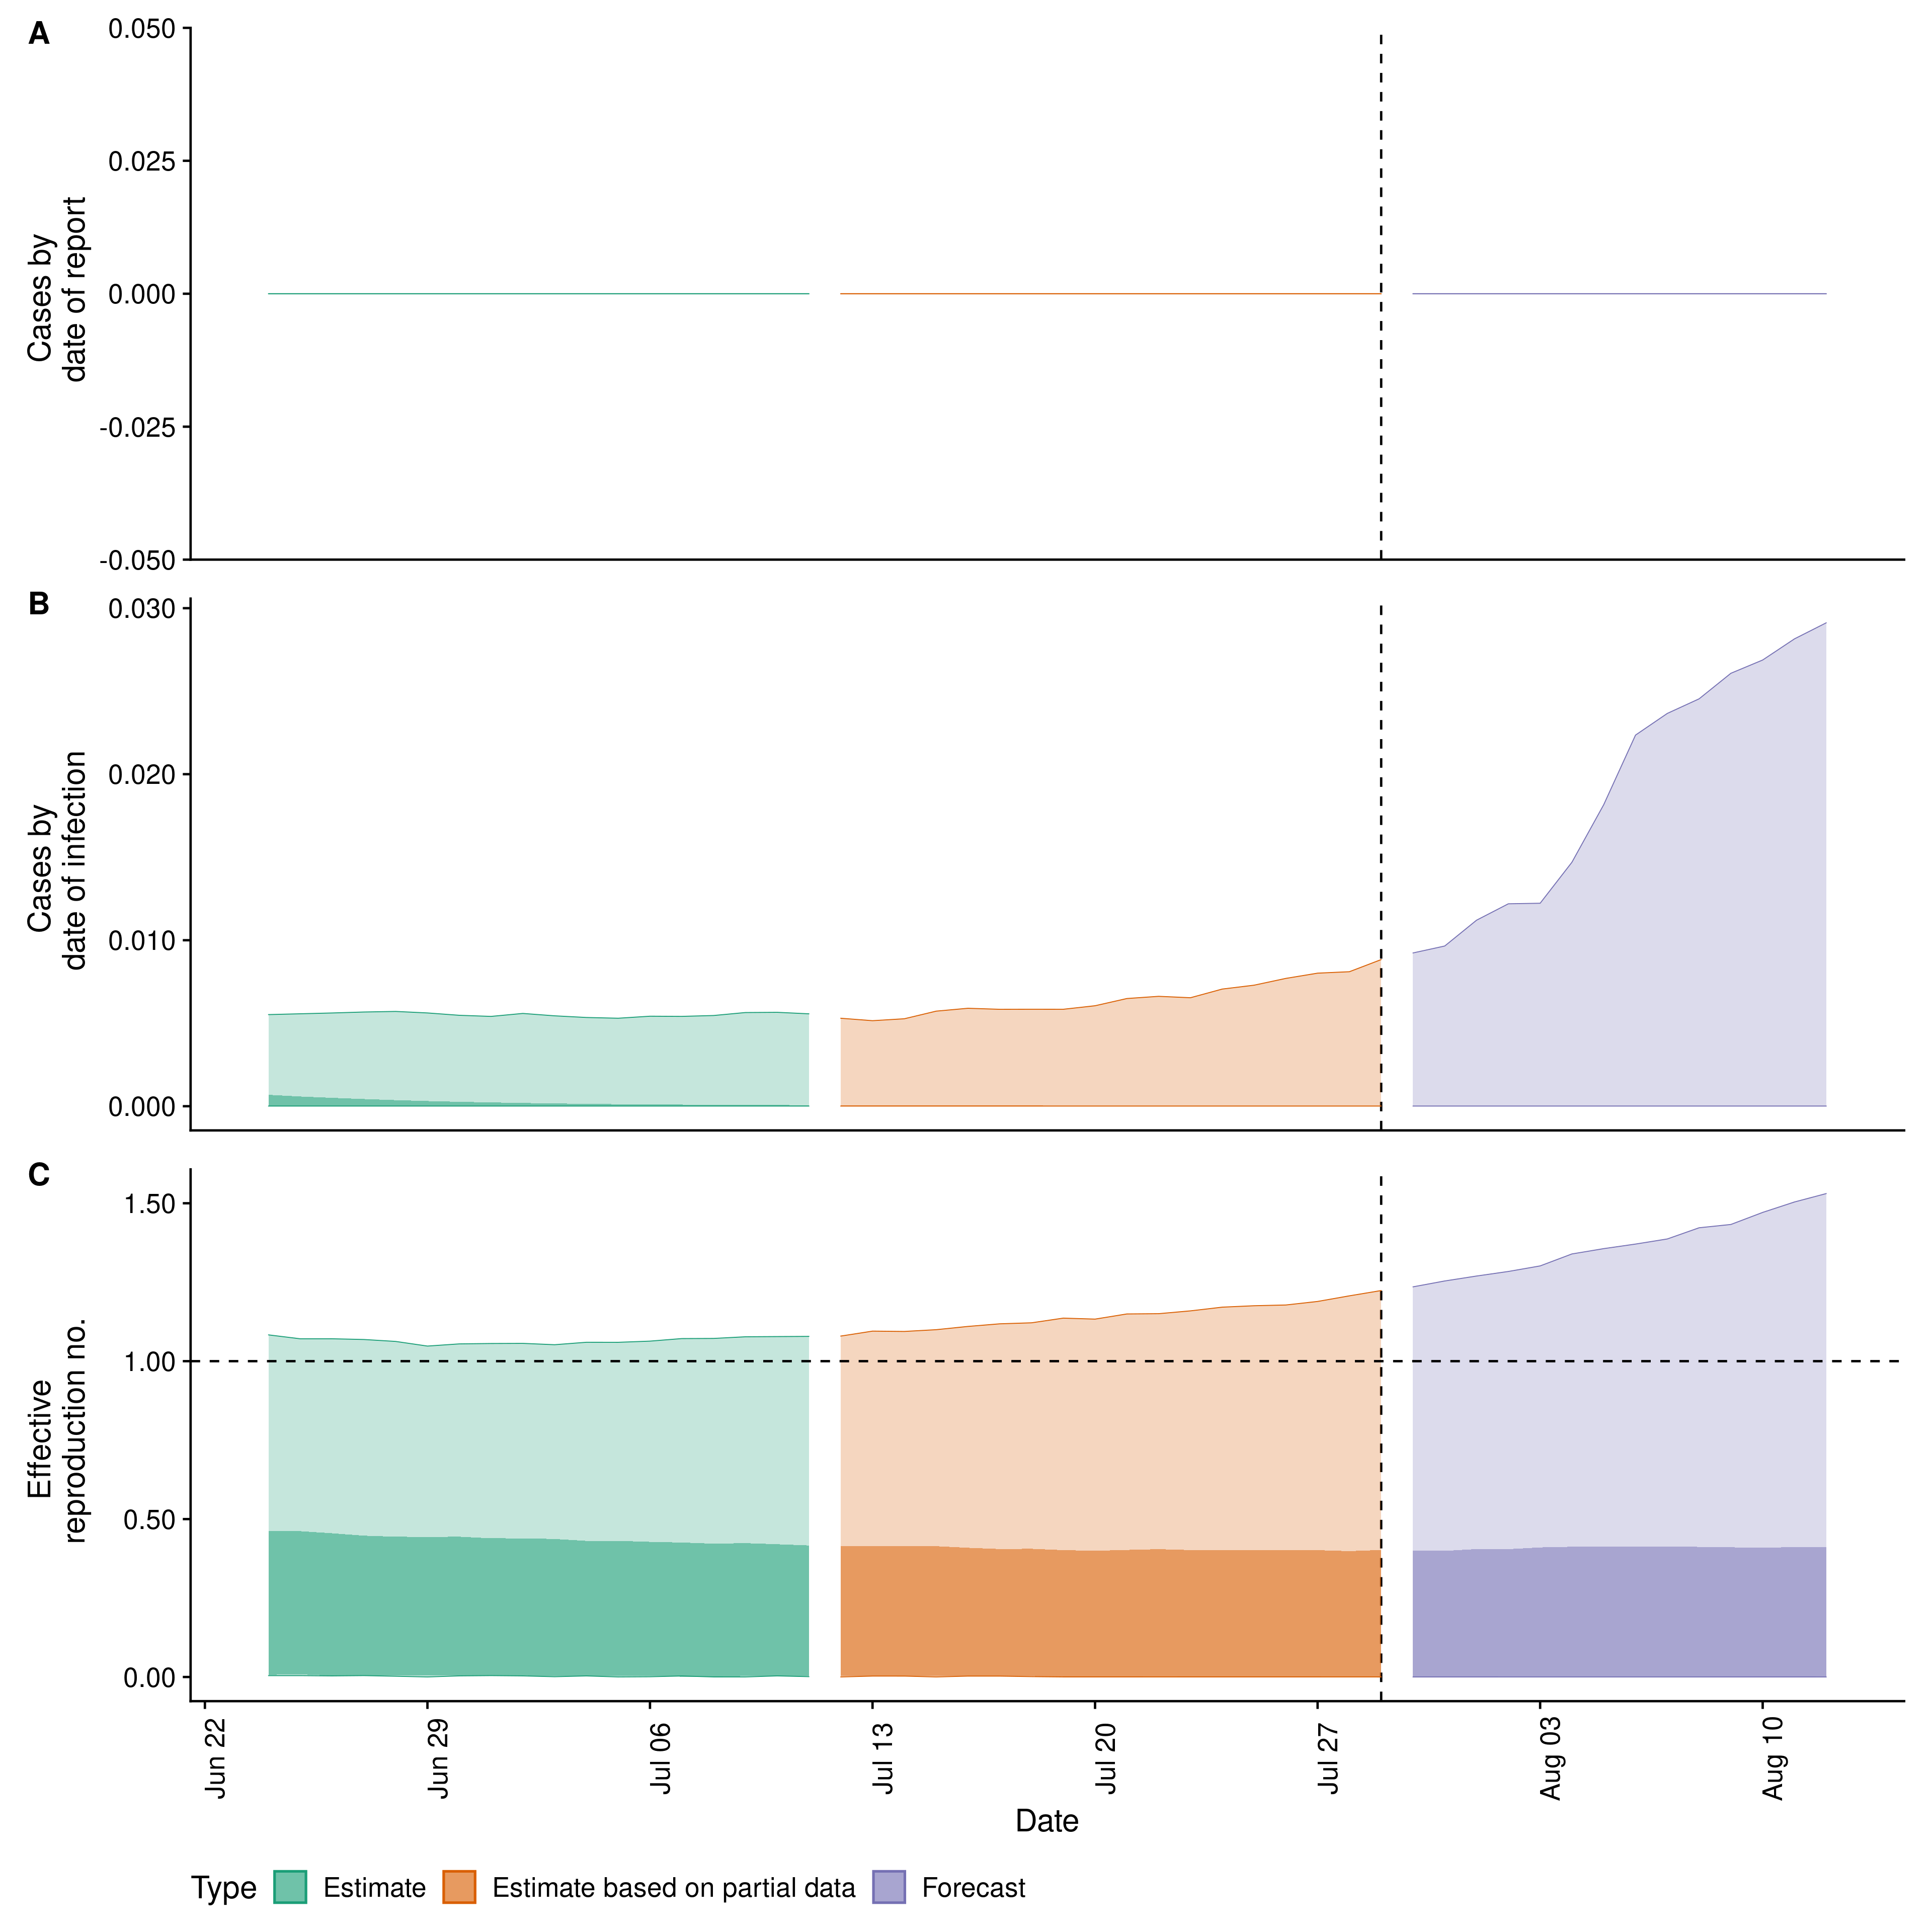 A
0.050
0.025
0.000
-0.025
-0.050
Cases by
date of report
B
0.030
0.020
0.010
0.000
Cases by
date of infection
C
1.50
1.00
0.50
0.00
Effective
reproduction no.
Jun 22
Jun 29
Jul 06
Jul 13
Jul 20
Jul 27
Aug 03
Aug 10
Date
Type
Estimate
Estimate based on partial data
Forecast